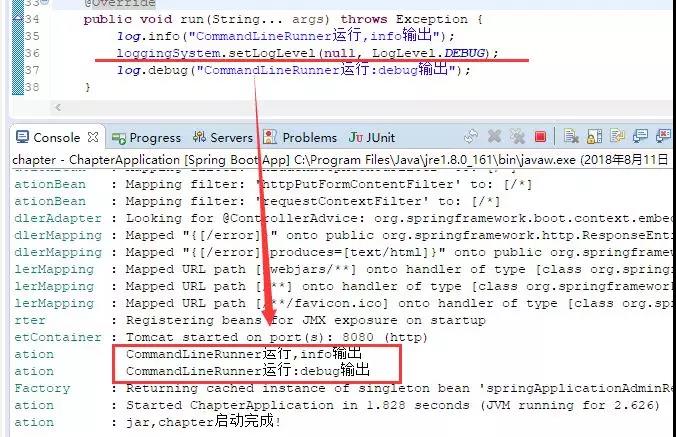 33 @Override
34 public void run(String... args) throws Exception {
35 log.info("CommandLineRunner运行,info输出");
36 loggingSystem.setLogLevel(null, LogLevel.DEBUG);
37 log.debug("CommandLineRunner运行:debug输出");
38 }
Console Progress Servers Problems JUnit
chapter - ChapterApplication [Spring Boot App] C:\Program Files\Java\jre1.8.0_161\bin\javaw.exe (2018年8月11日
ationBean : Mapping filter: 'httpPutFormContentFilter' to: [/*]
ationBean : Mapping filter: 'requestContextFilter' to: [/*]
dlerAdapter : Looking for @ControllerAdvice: org.springframework.boot.context.embed
dlerMapping : Mapped "{[/error]}" onto public org.springframework.http.ResponseEnti
dlerMapping : Mapped "{[/error] produces=[text/html]}" onto public org.springframew
lerMapping : Mapped URL path [/webjars/**] onto handler of type [class org.springf
lerMapping : Mapped URL path [/**] onto handler of type [class org.springframework
lerMapping : Mapped URL path [/**/favicon.ico] onto handler of type [class org.spr
rter : Registering beans for JMX exposure on startup
etContainer : Tomcat started on port(s): 8080 (http)
ation CommandLineRunner运行,info输出
ation CommandLineRunner运行:debug输出
Factory : Returning cached instance of singleton bean 'springApplicationAdminRe
ation : Started ChapterApplication in 1.828 seconds (JVM running for 2.626)
ation : jar,chapter启动完成!